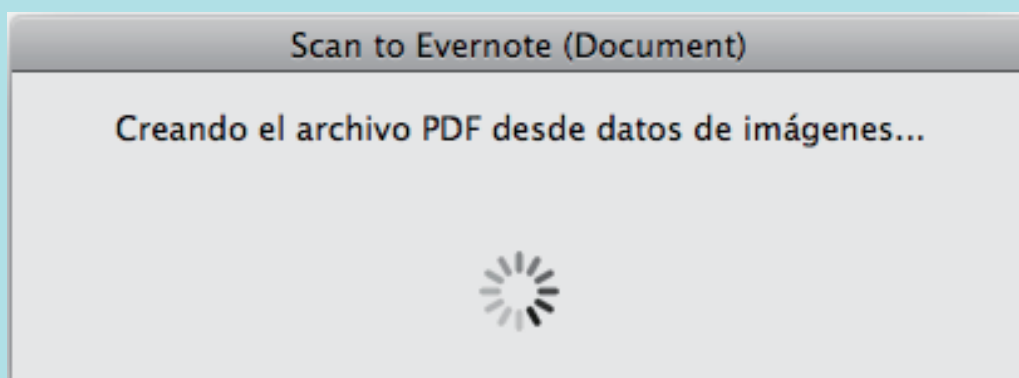 Scan to Evernote (Document)
Creando el archivo PDF desde datos de imágenes...